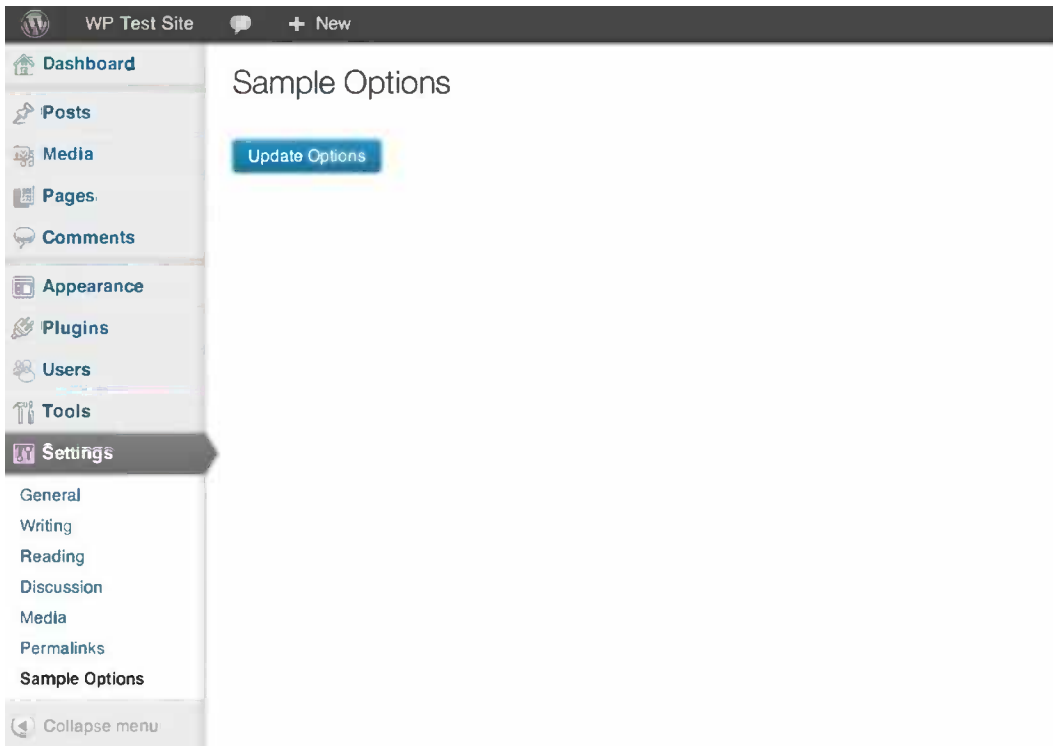 WP Test Site + New
Dashboard
Posts
Media
Pages
Comments
Appearance
Plugins
Users
Tools
Settings
General
Writing
Reading
Discussion
Media
Permalinks
Sample Options
Collapse menu
Sample Options
Update Options